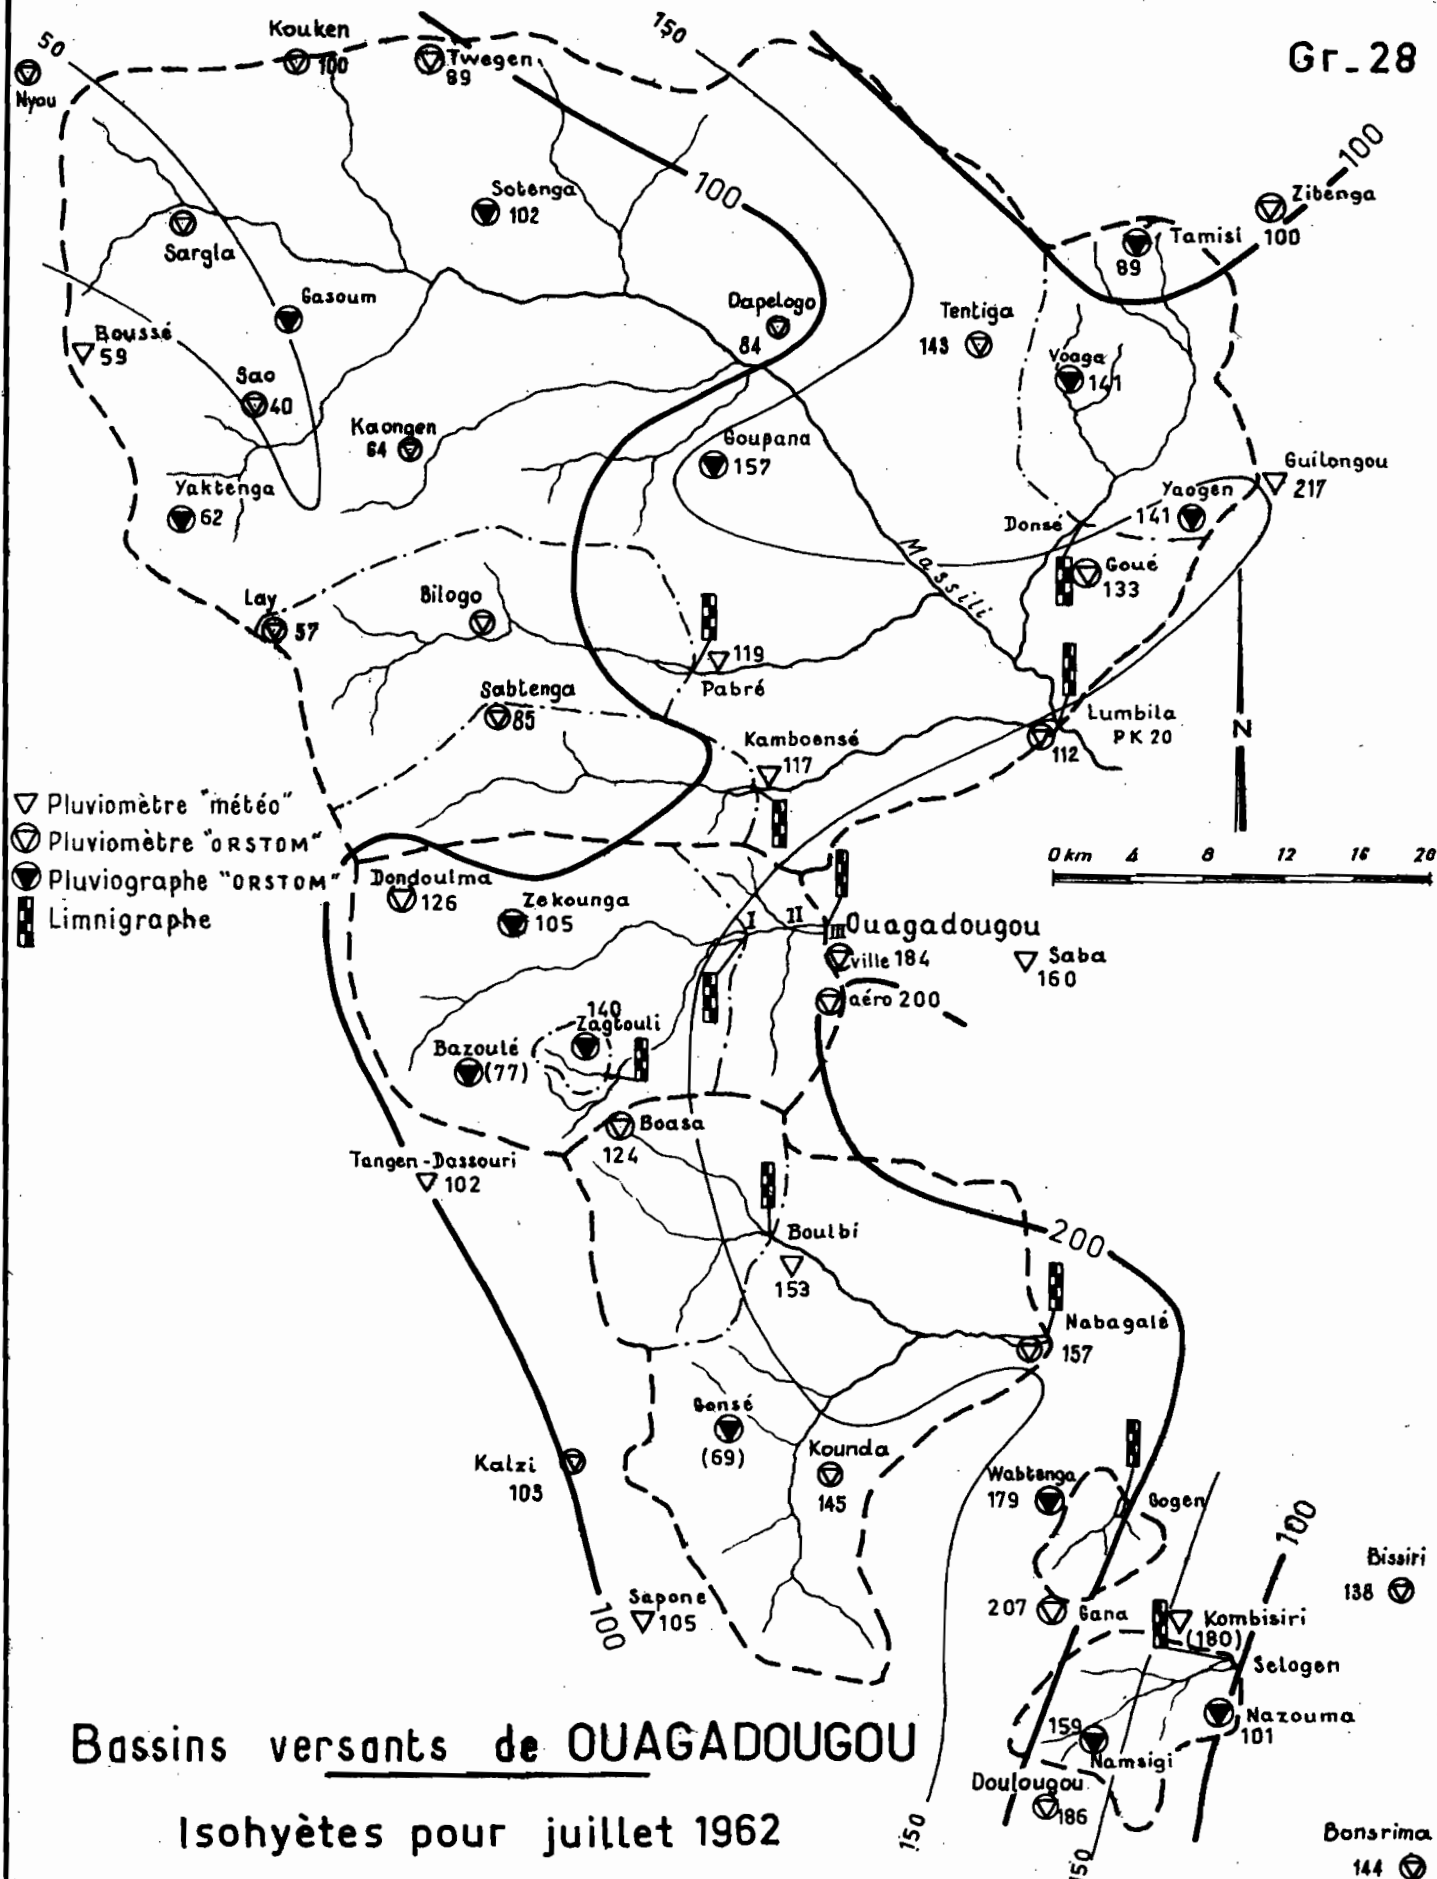 Gr_28
50
Nyou
Kouken
100
Twegen
89
150
100
Zitenga
100
Sotenga
102
100
Tamisi
89
Sargla
Gasoum
Dapelogo
84
Tentiga
143
Boussé
59
Voaga
141
Sao
40
Kaongen
64
Goupana
157
Guilongou
217
Yaktenga
62
Yaogen
141
Donsé
Massili
Goué
133
Lay
57
Bilogo
119
Pabré
Sabtenga
85
Lumbila
PK 20
112
N
Kamboensé
117
Pluviomètre "météo"
Pluviomètre "ORSTOM"
Pluviographe "ORSTOM"
Limnigraphe
0 km 4 8 12 16 20
Dondoulma
126
Zekounga
105
I
II
III
Ouagadougou
ville 184
Saba
160
aéro 200
140
Zagtouli
Bazoulé
(77)
Boasa
124
Tangen-Dassouri
102
Boulbi
153
200
Nabagalé
157
Gonsé
(69)
Kounda
145
Kalzi
103
Wabtenga
179
Gogen
100
Bissiri
138
Sapone
105
100
207
Gana
Kombisiri
(180)
Selogen
Nazouma
101
159
Namsigi
Doulougou
186
Bassins versants de OUAGADOUGOU
Isohyètes pour juillet 1962
150
150
Bonsrima
144